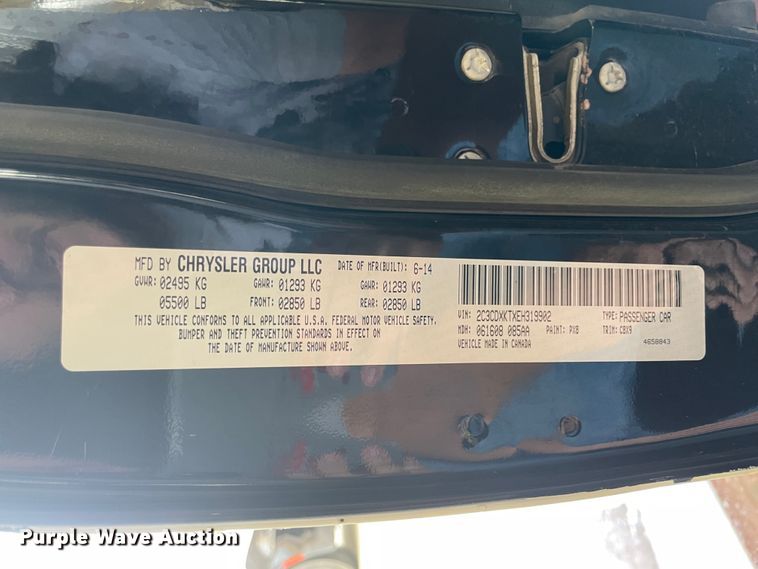 MFD BY CHRYSLER GROUP LLC DATE OF MFR(BUILT): 6-14
GVWR: 02495 KG GAWR: 01293 KG GAWR: 01293 KG
05500 LB FRONT: 02850 LB REAR: 02850 LB
THIS VEHICLE CONFORMS TO ALL APPLICABLE U.S.A. FEDERAL MOTOR VEHICLE SAFETY,
BUMPER AND THEFT PREVENTION STANDARDS IN EFFECT ON
THE DATE OF MANUFACTURE SHOWN ABOVE.
VIN: 2C3CDXKTXEH319902 TYPE: PASSENGER CAR
MDH: 061608 085AA PAINT: PX8 TRIM: CBX9
VEHICLE MADE IN CANADA 4658843
Purple Wave Auction